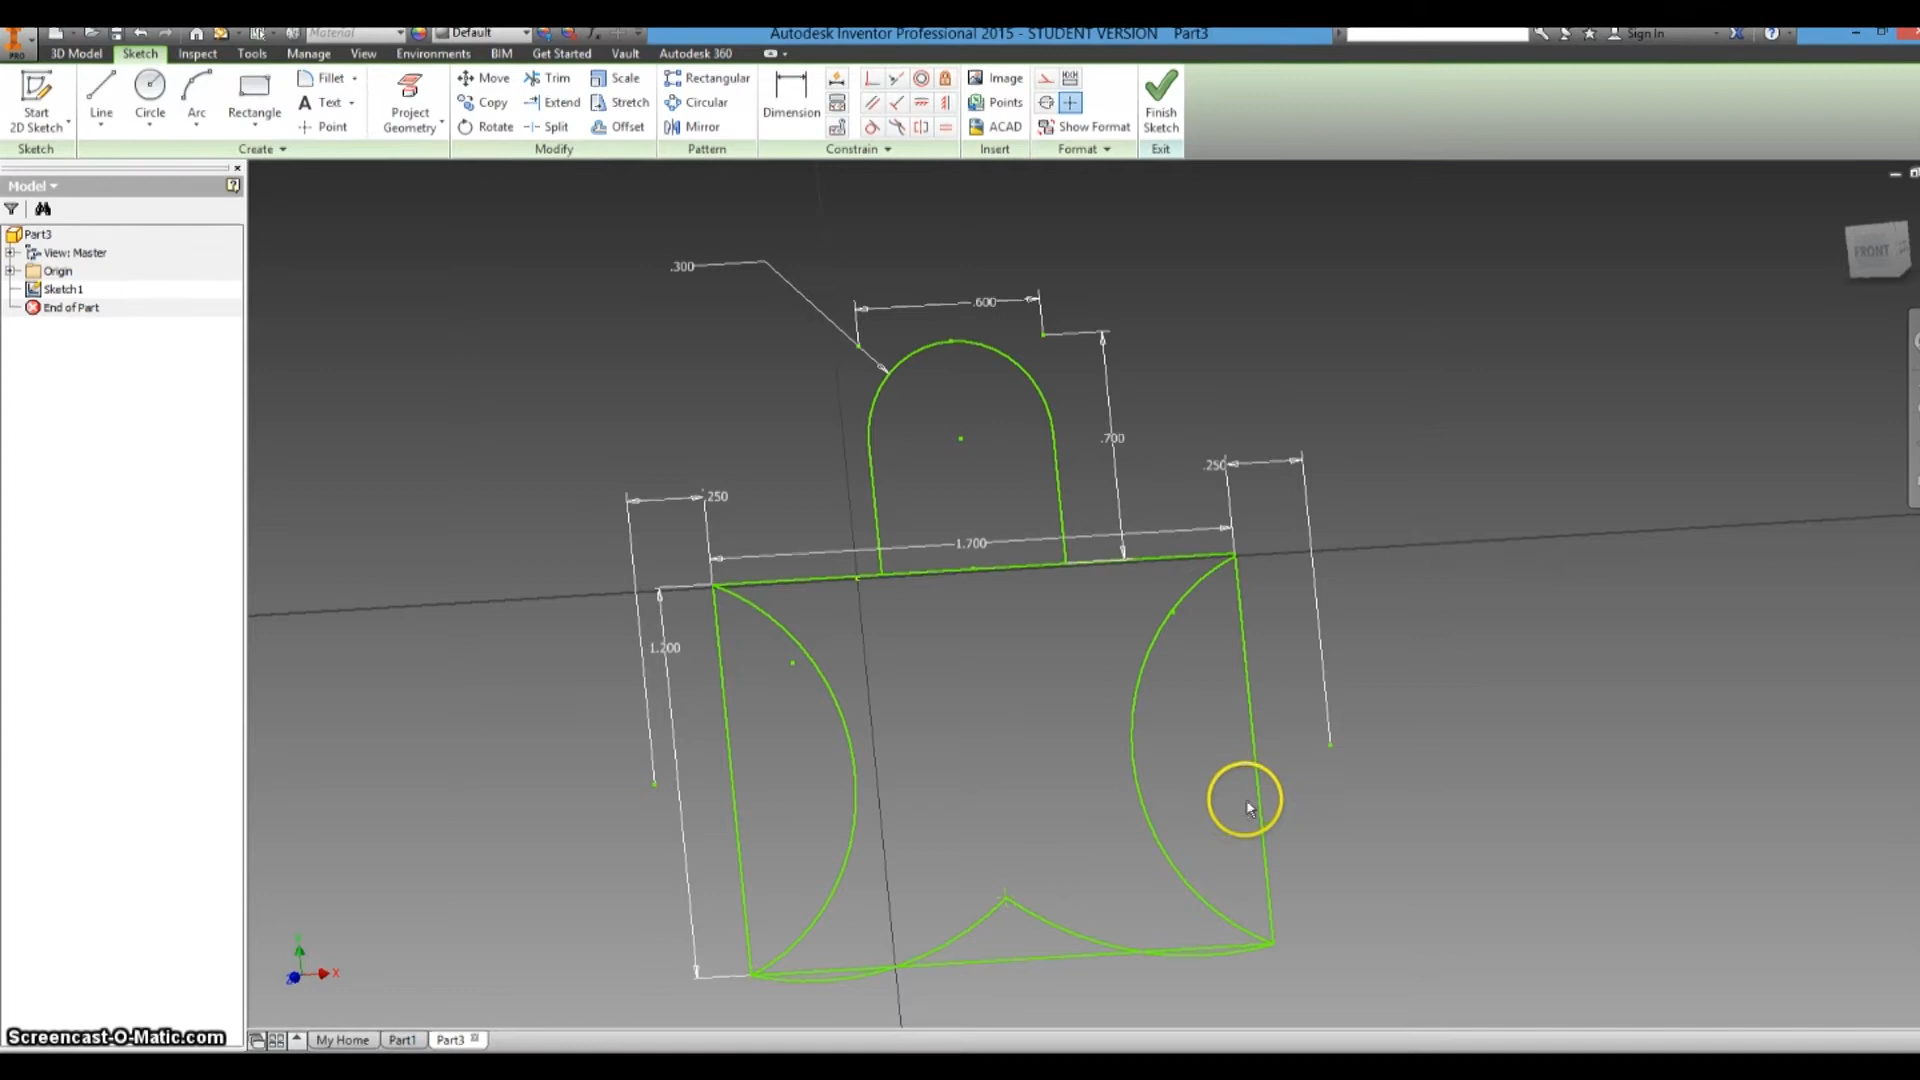 Material
Default
Autodesk Inventor Professional 2015 - STUDENT VERSION Part3
Sign In
PRO
3D Model Sketch Inspect Tools Manage View Environments BIM Get Started Vault Autodesk 360
Start
2D Sketch
Line
Circle
Arc
Rectangle
Fillet
Text
Point
Project
Geometry
Move
Copy
Rotate
Trim
Extend
Split
Scale
Stretch
Offset
Rectangular
Circular
Mirror
Dimension
Image
Points
ACAD
Show Format
Finish
Sketch
Sketch
Create
Modify
Pattern
Constrain
Insert
Format
Exit
Model
Part3
View: Master
Origin
Sketch1
End of Part
FRONT
.300
.600
.700
.250
.250
1.700
1.200
X
Screencast-O-Matic.com
My Home
Part1
Part3